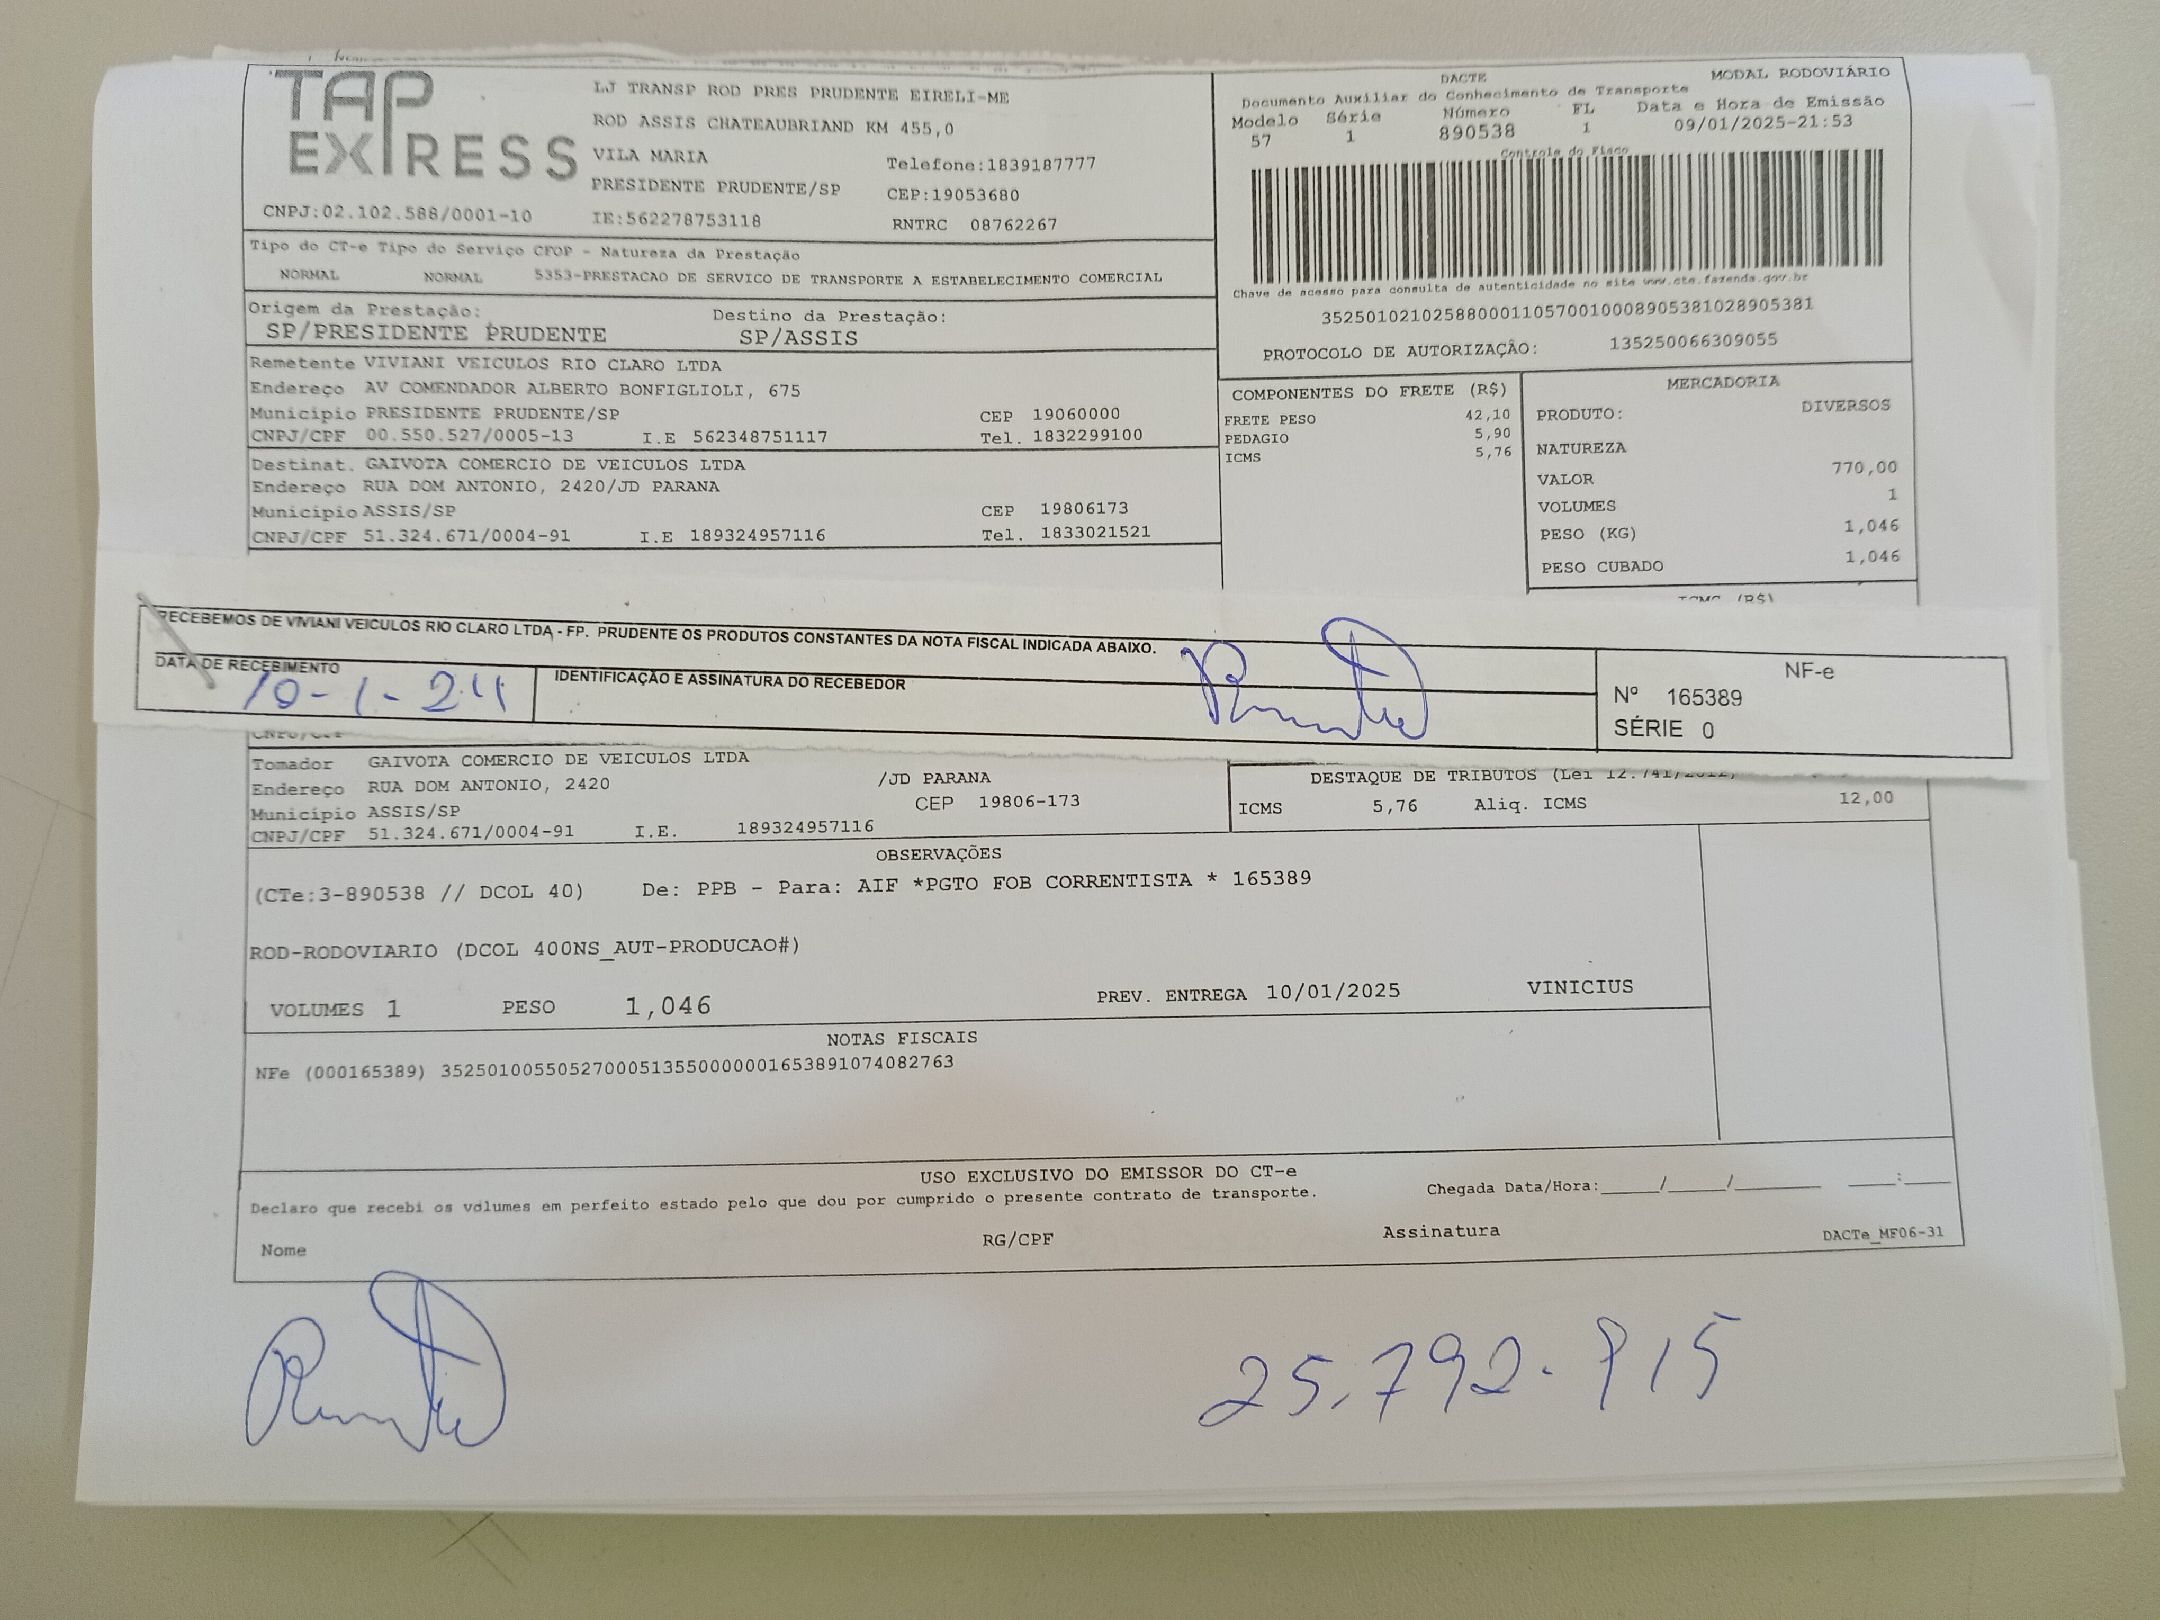 TAP EXPRESS
LJ TRANSP ROD PRES PRUDENTE EIRELI-ME
ROD ASSIS CHATEAUBRIAND KM 455,0
VILA MARIA Telefone:1839187777
PRESIDENTE PRUDENTE/SP CEP:19053680
CNPJ:02.102.588/0001-10 IE:562278753118 RNTRC 08762267
DACTE MODAL RODOVIÁRIO
Documento Auxiliar do Conhecimento de Transporte
Modelo Série Número FL Data e Hora de Emissão
57 1 890538 1 09/01/2025-21:53
Controle do Fisco
Chave de acesso para consulta de autenticidade no site www.cte.fazenda.gov.br
35250102102588000110570010008905381028905381
PROTOCOLO DE AUTORIZAÇÃO: 135250066309055
Tipo do CT-e Tipo do Serviço CFOP - Natureza da Prestação
NORMAL NORMAL 5353-PRESTACAO DE SERVICO DE TRANSPORTE A ESTABELECIMENTO COMERCIAL
Origem da Prestação: Destino da Prestação:
SP/PRESIDENTE PRUDENTE SP/ASSIS
Remetente VIVIANI VEICULOS RIO CLARO LTDA
Endereço AV COMENDADOR ALBERTO BONFIGLIOLI, 675
Município PRESIDENTE PRUDENTE/SP CEP 19060000
CNPJ/CPF 00.550.527/0005-13 I.E 562348751117 Tel. 1832299100
Destinat. GAIVOTA COMERCIO DE VEICULOS LTDA
Endereço RUA DOM ANTONIO, 2420/JD PARANA
Município ASSIS/SP CEP 19806173
CNPJ/CPF 51.324.671/0004-91 I.E 189324957116 Tel. 1833021521
COMPONENTES DO FRETE (R$)
FRETE PESO 42,10
PEDAGIO 5,90
ICMS 5,76
MERCADORIA
PRODUTO: DIVERSOS
NATUREZA
VALOR 770,00
VOLUMES 1
PESO (KG) 1,046
PESO CUBADO 1,046
ICMS (R$)
RECEBEMOS DE VIVIANI VEICULOS RIO CLARO LTDA - FP. PRUDENTE OS PRODUTOS CONSTANTES DA NOTA FISCAL INDICADA ABAIXO.
DATA DE RECEBIMENTO IDENTIFICAÇÃO E ASSINATURA DO RECEBEDOR
10-1-24
NF-e
Nº 165389
SÉRIE 0
CNPJ/CPF
Tomador GAIVOTA COMERCIO DE VEICULOS LTDA
Endereço RUA DOM ANTONIO, 2420 /JD PARANA
Município ASSIS/SP CEP 19806-173
CNPJ/CPF 51.324.671/0004-91 I.E. 189324957116
DESTAQUE DE TRIBUTOS (Lei 12.741/2012)
ICMS 5,76 Aliq. ICMS 12,00
OBSERVAÇÕES
(CTe:3-890538 // DCOL 40) De: PPB - Para: AIF *PGTO FOB CORRENTISTA * 165389
ROD-RODOVIARIO (DCOL 400NS_AUT-PRODUCAO#)
VOLUMES 1 PESO 1,046 PREV. ENTREGA 10/01/2025 VINICIUS
NOTAS FISCAIS
NFe (000165389) 35250100550527000513550000001653891074082763
USO EXCLUSIVO DO EMISSOR DO CT-e
Declaro que recebi os volumes em perfeito estado pelo que dou por cumprido o presente contrato de transporte. Chegada Data/Hora:_____/_____/_______ ____:____
Nome RG/CPF Assinatura DACTe_MF06-31
25.792.915